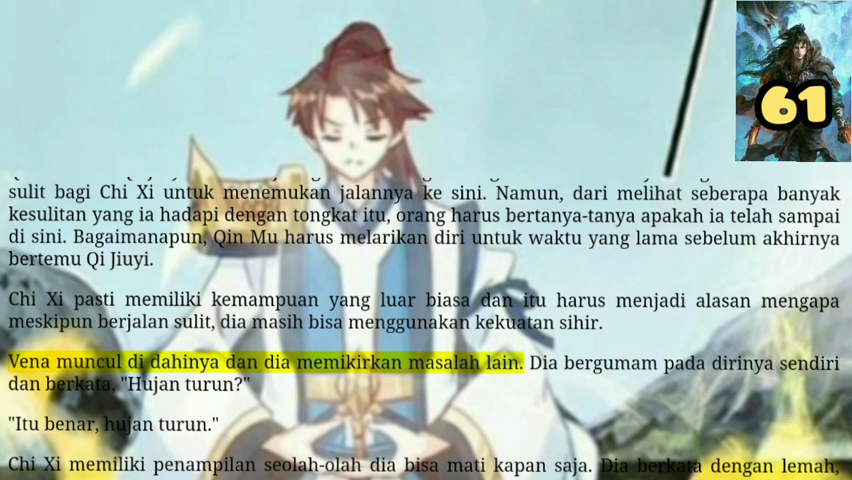 61
sulit bagi Chi Xi untuk menemukan jalannya ke sini. Namun, dari melihat seberapa banyak
kesulitan yang ia hadapi dengan tongkat itu, orang harus bertanya-tanya apakah ia telah sampai
di sini. Bagaimanapun, Qin Mu harus melarikan diri untuk waktu yang lama sebelum akhirnya
bertemu Qi Jiuyi.
Chi Xi pasti memiliki kemampuan yang luar biasa dan itu harus menjadi alasan mengapa
meskipun berjalan sulit, dia masih bisa menggunakan kekuatan sihir.
Vena muncul di dahinya dan dia memikirkan masalah lain. Dia bergumam pada dirinya sendiri
dan berkata, "Hujan turun?"
"Itu benar, hujan turun."
Chi Xi memiliki penampilan seolah-olah dia bisa mati kapan saja. Dia berkata dengan lemah,